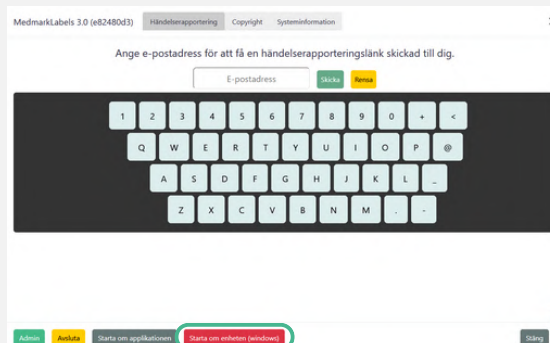 MedmarkLabels 3.0 (e82480d3) Händelserapportering Copyright Systeminformation
Ange e-postadress för att få en händelserapporteringslänk skickad till dig.
E-postadress Skicka Rensa
1 2 3 4 5 6 7 8 9 0 + <
Q W E R T Y U I O P @
A S D F G H J K L _
Z X C V B N M . -
Admin Avsluta Starta om applikationen Starta om enheten (windows) Stäng